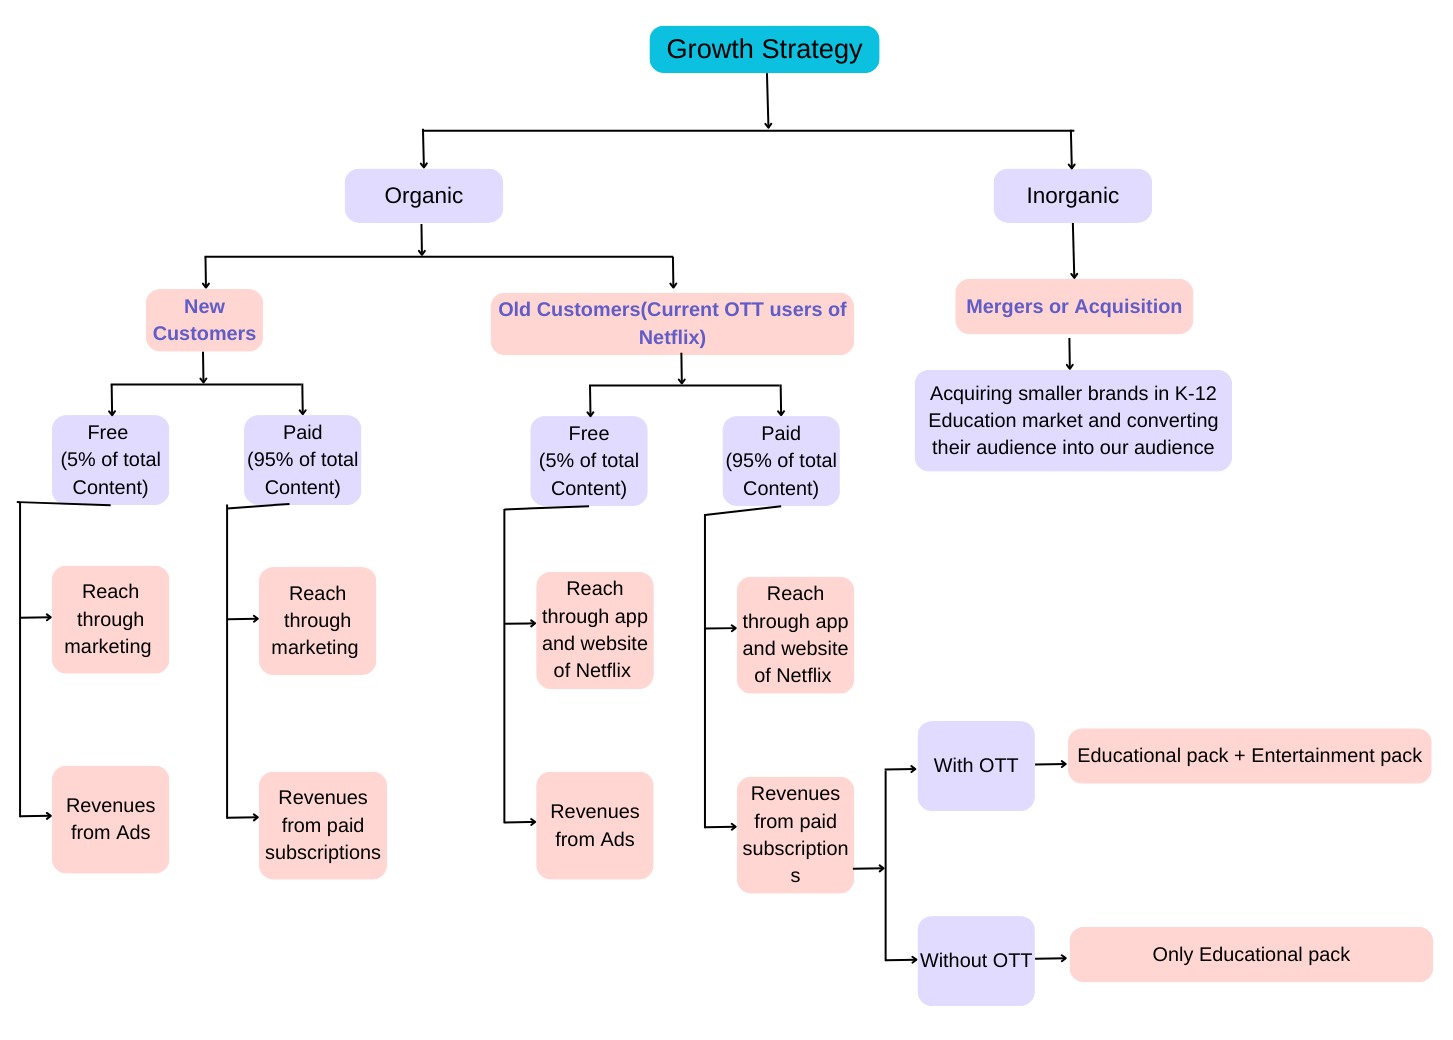 Growth Strategy
Organic
Inorganic
New
Customers
Old Customers(Current OTT users of
Netflix)
Mergers or Acquisition
Acquiring smaller brands in K-12
Education market and converting
their audience into our audience
Free
(5% of total
Content)
Paid
(95% of total
Content)
Free
(5% of total
Content)
Paid
(95% of total
Content)
Reach
through
marketing
Reach
through
marketing
Reach
through app
and website
of Netflix
Reach
through app
and website
of Netflix
Revenues
from Ads
Revenues
from paid
subscriptions
Revenues
from Ads
Revenues
from paid
subscription
s
With OTT
Educational pack + Entertainment pack
Without OTT
Only Educational pack